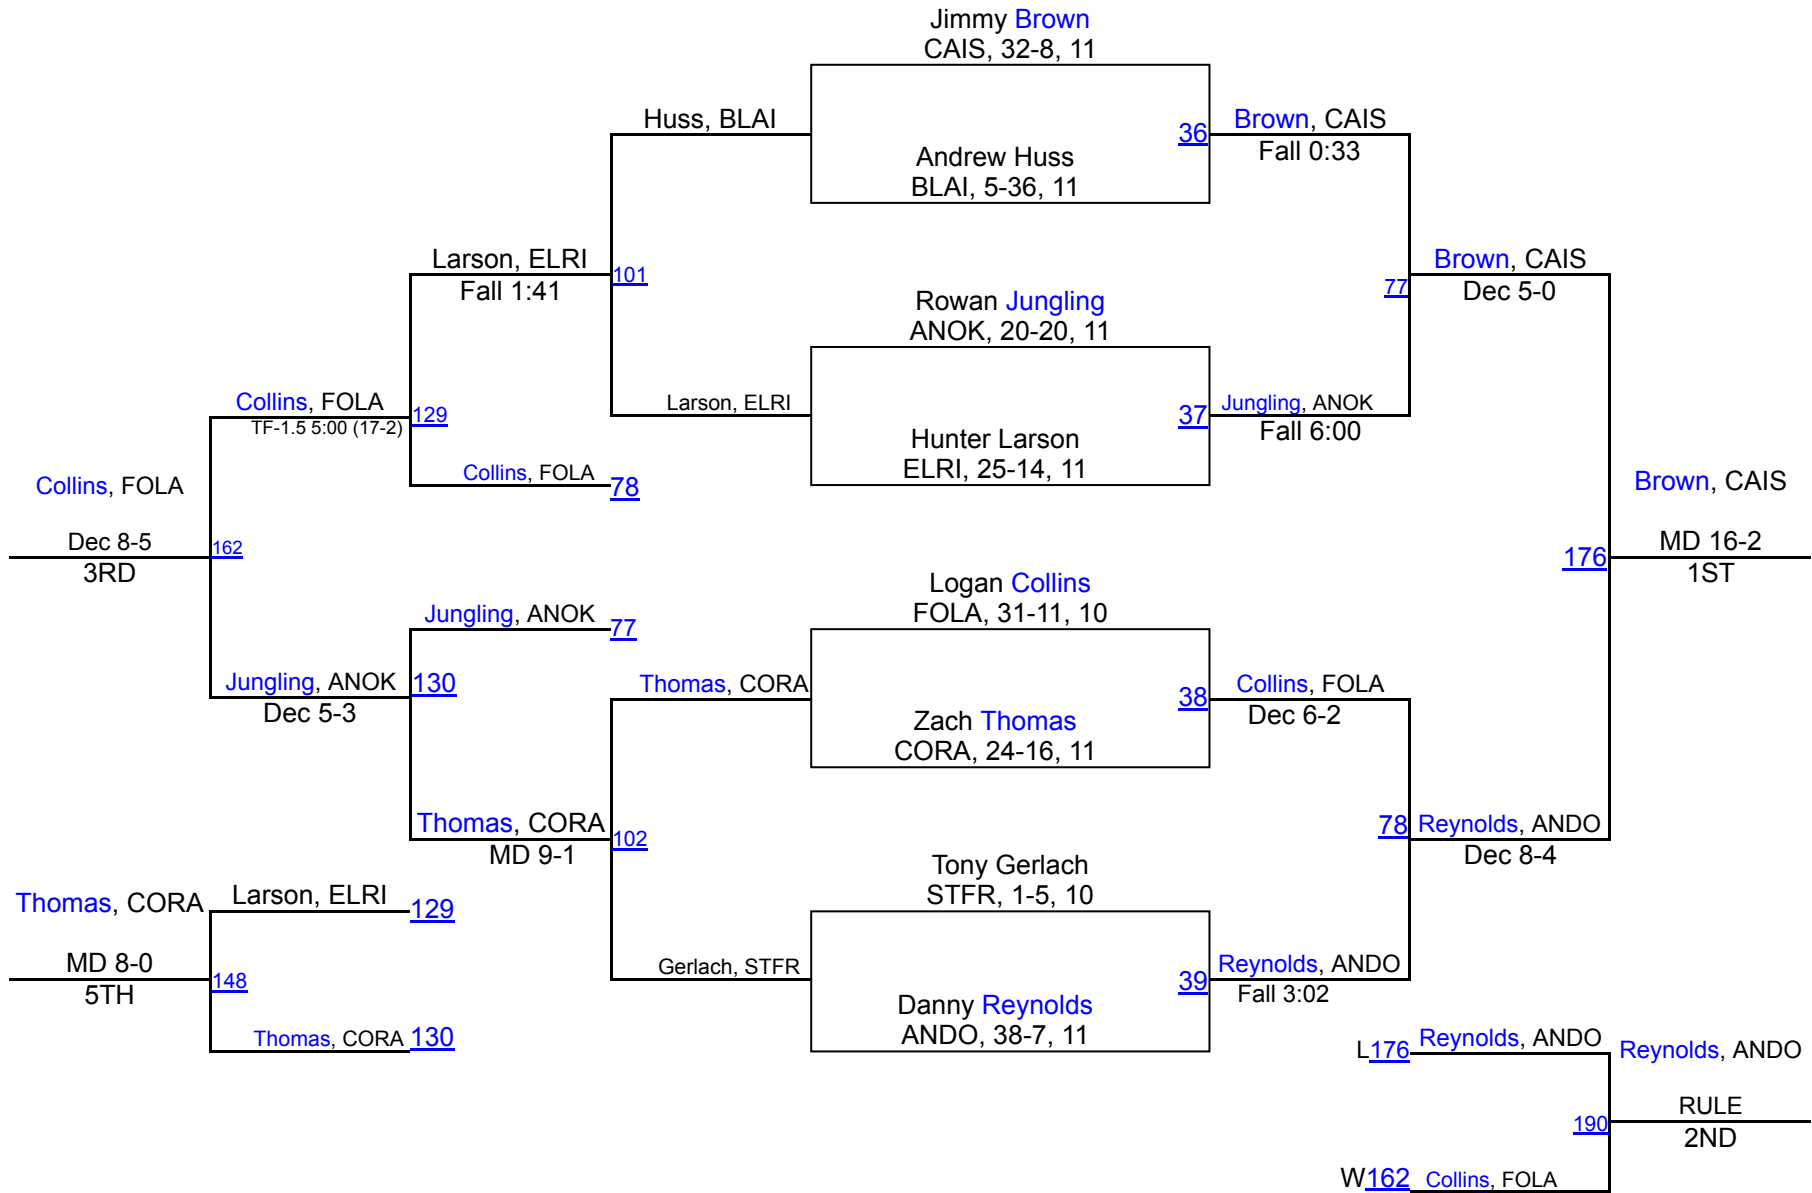 Jimmy Brown
CAIS, 32-8, 11
Huss, BLAI
36
Brown, CAIS
Fall 0:33
Andrew Huss
BLAI, 5-36, 11
Larson, ELRI
Fall 1:41
101
Rowan Jungling
ANOK, 20-20, 11
77
Brown, CAIS
Dec 5-0
Collins, FOLA
TF-1.5 5:00 (17-2)
129
Larson, ELRI
37
Jungling, ANOK
Fall 6:00
Hunter Larson
ELRI, 25-14, 11
Collins, FOLA
78
Collins, FOLA
Dec 8-5
3RD
162
Brown, CAIS
176
MD 16-2
1ST
Logan Collins
FOLA, 31-11, 10
Jungling, ANOK
77
Jungling, ANOK
Dec 5-3
130
Thomas, CORA
38
Collins, FOLA
Dec 6-2
Zach Thomas
CORA, 24-16, 11
Thomas, CORA
MD 9-1
102
78
Reynolds, ANDO
Dec 8-4
Tony Gerlach
STFR, 1-5, 10
Thomas, CORA
Larson, ELRI
129
MD 8-0
5TH
148
Gerlach, STFR
39
Reynolds, ANDO
Fall 3:02
Danny Reynolds
ANDO, 38-7, 11
Thomas, CORA
130
L176
Reynolds, ANDO
Reynolds, ANDO
190
RULE
2ND
W162
Collins, FOLA